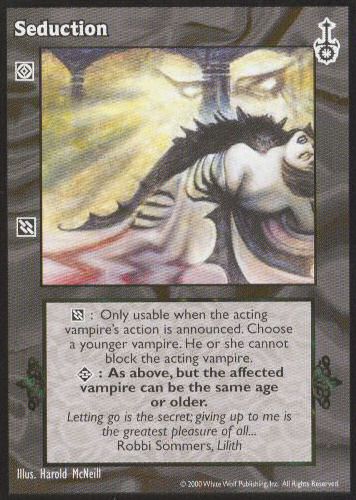 Seduction
: Only usable when the acting
vampire's action is announced. Choose
a younger vampire. He or she cannot
block the acting vampire.
: As above, but the affected
vampire can be the same age
or older.
Letting go is the secret; giving up to me is
the greatest pleasure of all...
Robbi Sommers, Lilith
Illus. Harold McNeill
© 2000 White Wolf Publishing, Inc. All Rights Reserved.